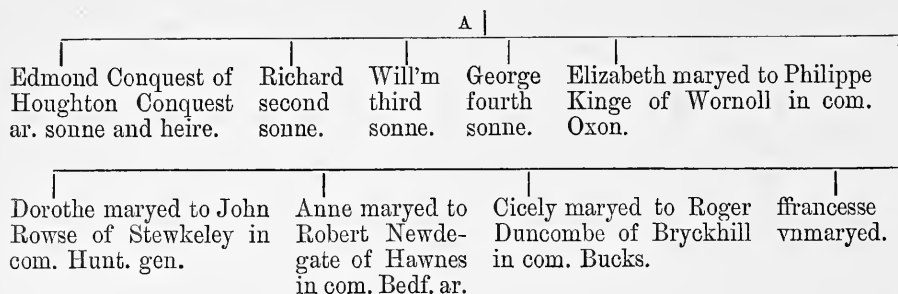 A
Edmond Conquest of
Houghton Conquest
ar. sonne and heire.
Richard
second
sonne.
Will'm
third
sonne.
George
fourth
sonne.
Elizabeth maryed to Philippe
Kinge of Wornoll in com.
Oxon.
Dorothe maryed to John
Rowse of Stewkeley in
com. Hunt. gen.
Anne maryed to
Robert Newde-
gate of Hawnes
in com. Bedf. ar.
Cicely maryed to Roger
Duncombe of Bryckhill
in com. Bucks.
ffrancesse
vnmaryed.